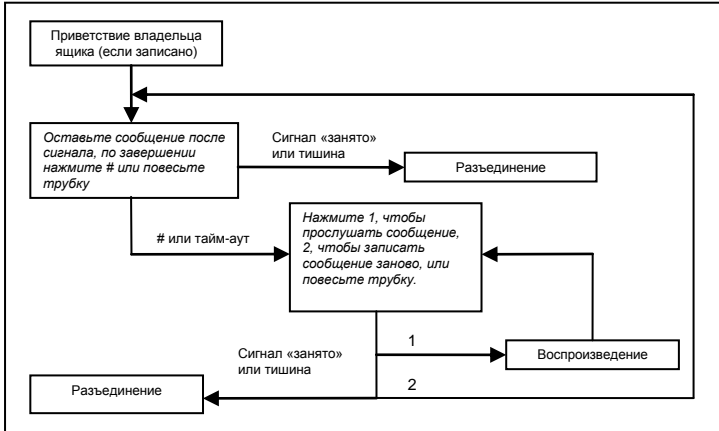 Приветствие владельца
ящика (если записано)
Оставьте сообщение после
сигнала, по завершении
нажмите # или повесьте
трубку
Сигнал «занято»
или тишина
Разъединение
# или тайм-аут
Нажмите 1, чтобы
прослушать сообщение,
2, чтобы записать
сообщение заново, или
повесьте трубку.
Сигнал «занято»
или тишина
1
Воспроизведение
Разъединение
2